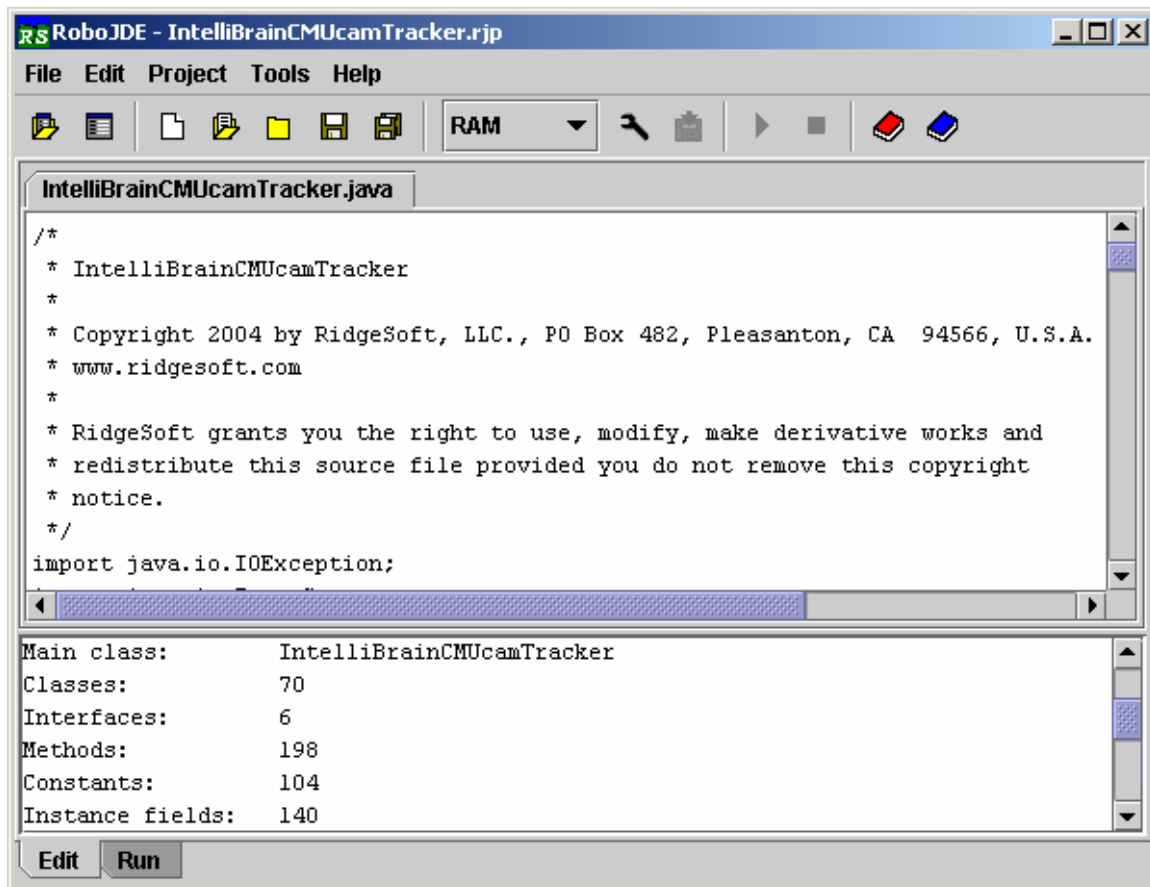 RS RoboJDE - IntelliBrainCMUcamTracker.rjp
File Edit Project Tools Help
RAM
IntelliBrainCMUcamTracker.java
/*
* IntelliBrainCMUcamTracker
*
* Copyright 2004 by RidgeSoft, LLC., PO Box 482, Pleasanton, CA  94566, U.S.A.
* www.ridgesoft.com
*
* RidgeSoft grants you the right to use, modify, make derivative works and
* redistribute this source file provided you do not remove this copyright
* notice.
*/
import java.io.IOException;
Main class: IntelliBrainCMUcamTracker
Classes: 70
Interfaces: 6
Methods: 198
Constants: 104
Instance fields: 140
Edit Run